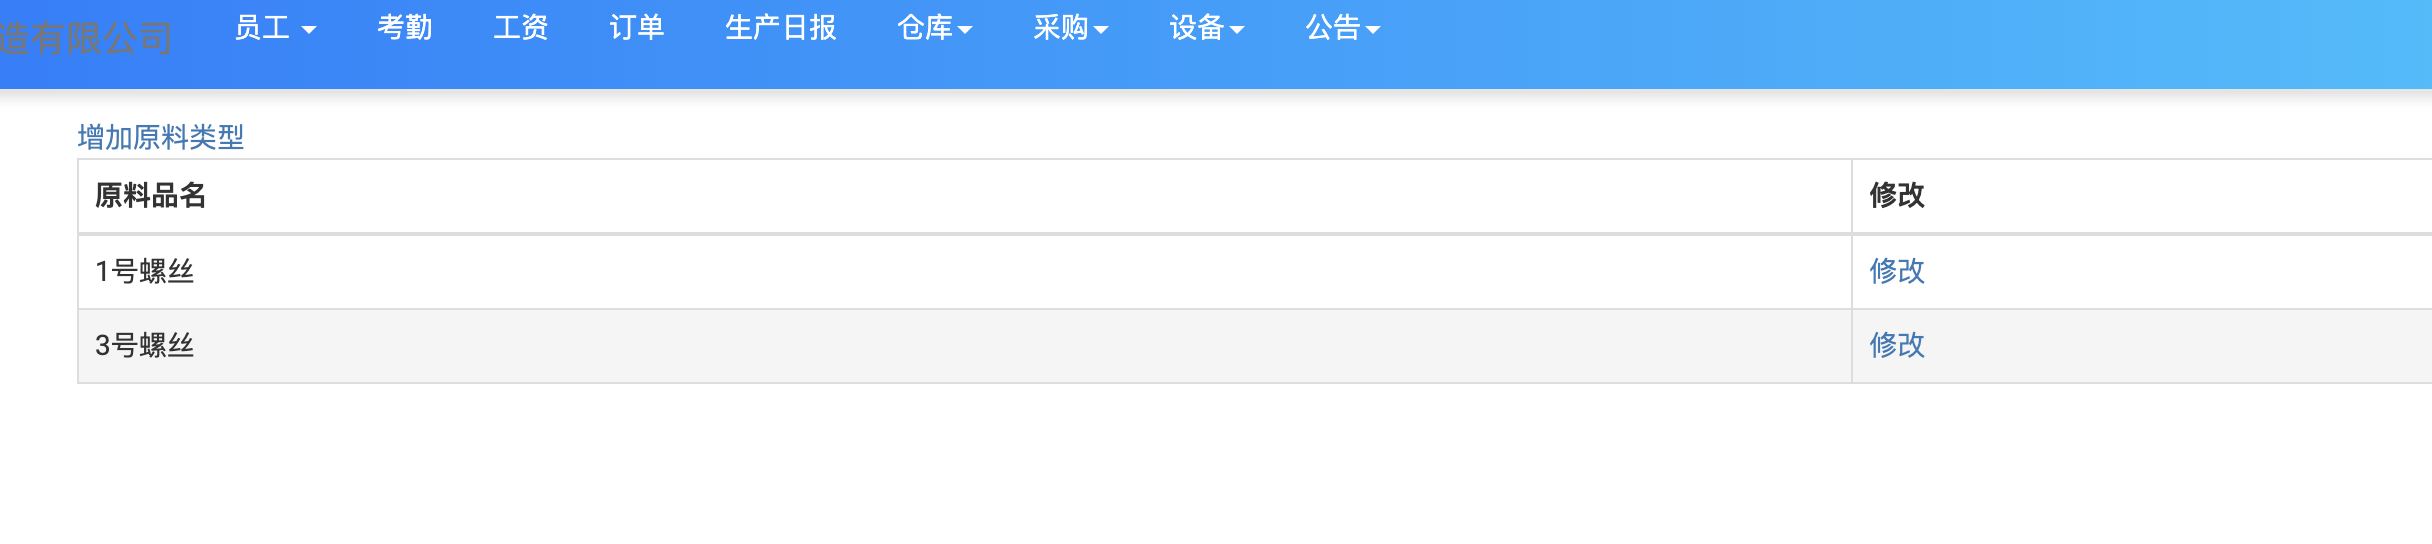 造有限公司 员工 考勤 工资 订单 生产日报 仓库 采购 设备 公告
增加原料类型
原料品名 修改
1号螺丝 修改
3号螺丝 修改